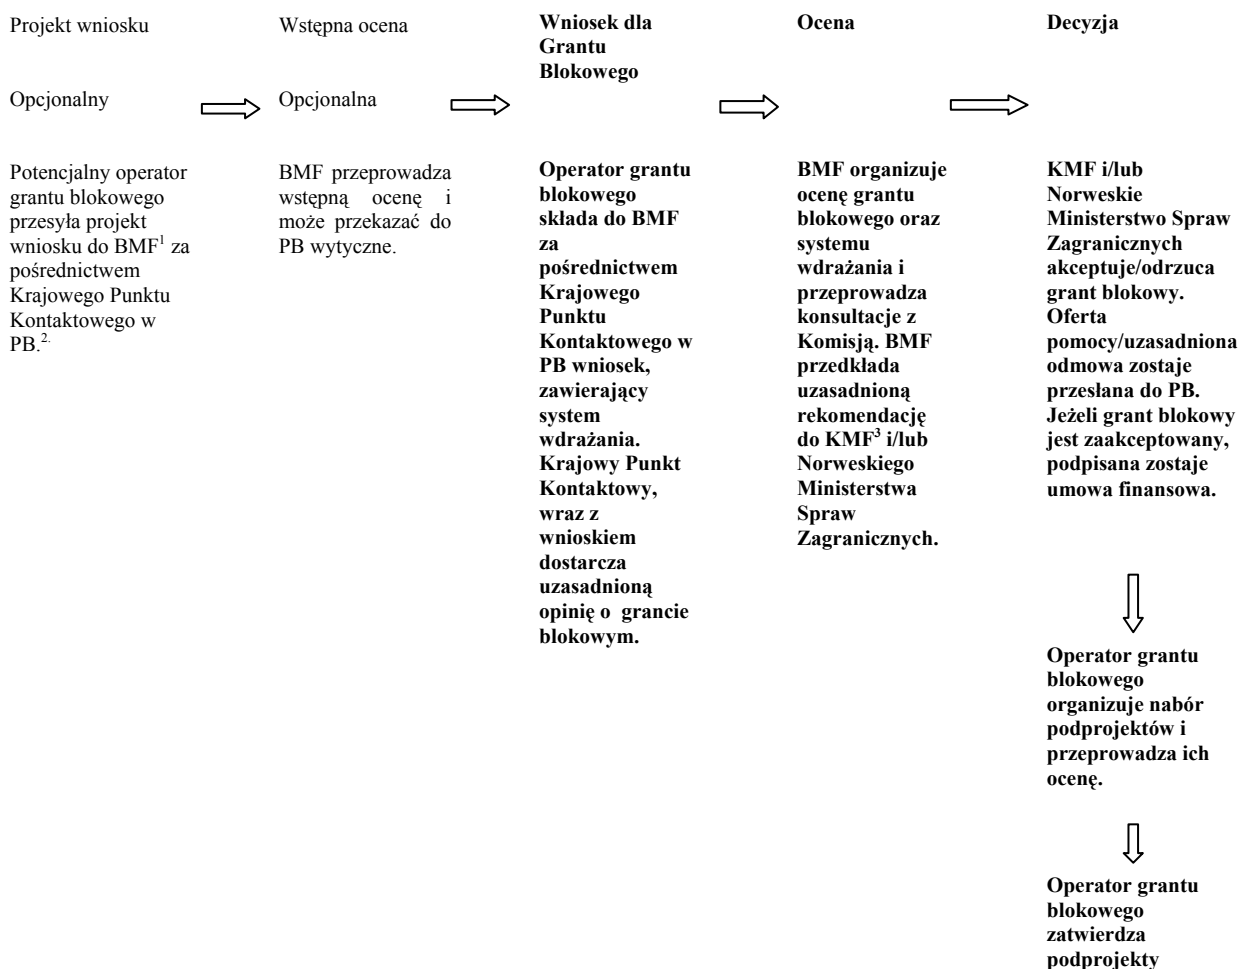 Projekt wniosku
Opcjonalny
Potencjalny operator
grantu blokowego
przesyła projekt
wniosku do BMF1 za
pośrednictwem
Krajowego Punktu
Kontaktowego w
PB.2.
Wstępna ocena
Opcjonalna
BMF przeprowadza
wstępną ocenę i
może przekazać do
PB wytyczne.
Wniosek dla
Grantu
Blokowego
Operator grantu
blokowego
składa do BMF
za
pośrednictwem
Krajowego
Punktu
Kontaktowego w
PB wniosek,
zawierający
system
wdrażania.
Krajowy Punkt
Kontaktowy,
wraz z
wnioskiem
dostarcza
uzasadnioną
opinię o grancie
blokowym.
Ocena
BMF organizuje
ocenę grantu
blokowego oraz
systemu
wdrażania i
przeprowadza
konsultacje z
Komisją. BMF
przedkłada
uzasadnioną
rekomendację
do KMF3 i/lub
Norweskiego
Ministerstwa
Spraw
Zagranicznych.
Decyzja
KMF i/lub
Norweskie
Ministerstwo Spraw
Zagranicznych
akceptuje/odrzuca
grant blokowy.
Oferta
pomocy/uzasadniona
odmowa zostaje
przesłana do PB.
Jeżeli grant blokowy
jest zaakceptowany,
podpisana zostaje
umowa finansowa.
Operator grantu
blokowego
organizuje nabór
podprojektów i
przeprowadza ich
ocenę.
Operator grantu
blokowego
zatwierdza
podprojekty